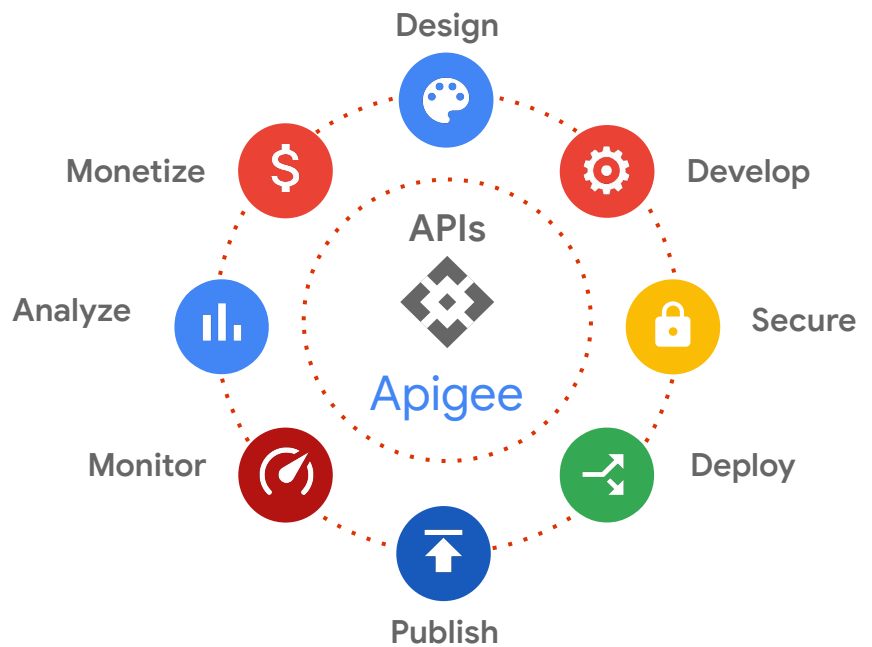 Design
Monetize
Develop
APIs
Analyze
Secure
Apigee
Monitor
Deploy
Publish